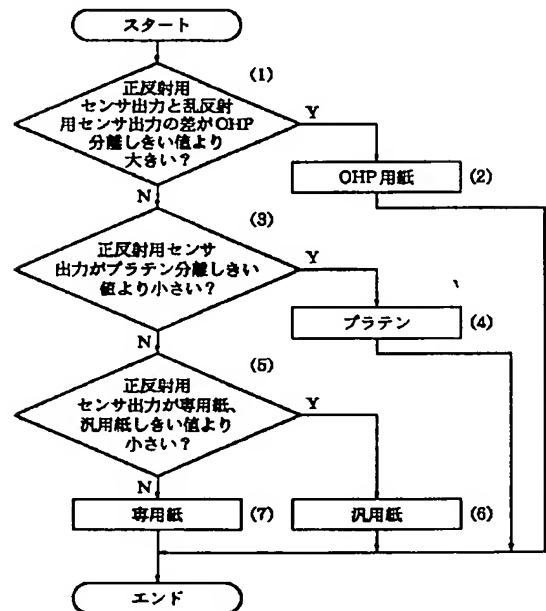 スタート
(1)
正反射用
センサ出力と乱反射
用センサ出力の差がOHP
分離しきい値より
大きい？
Y
N
OHP用紙
(2)
(3)
正反射用センサ
出力がプラテン分離しきい
値より小さい？
Y
N
プラテン
(4)
(5)
正反射用
センサ出力が専用紙、
汎用紙しきい値より
小さい？
Y
N
専用紙
(7)
汎用紙
(6)
エンド